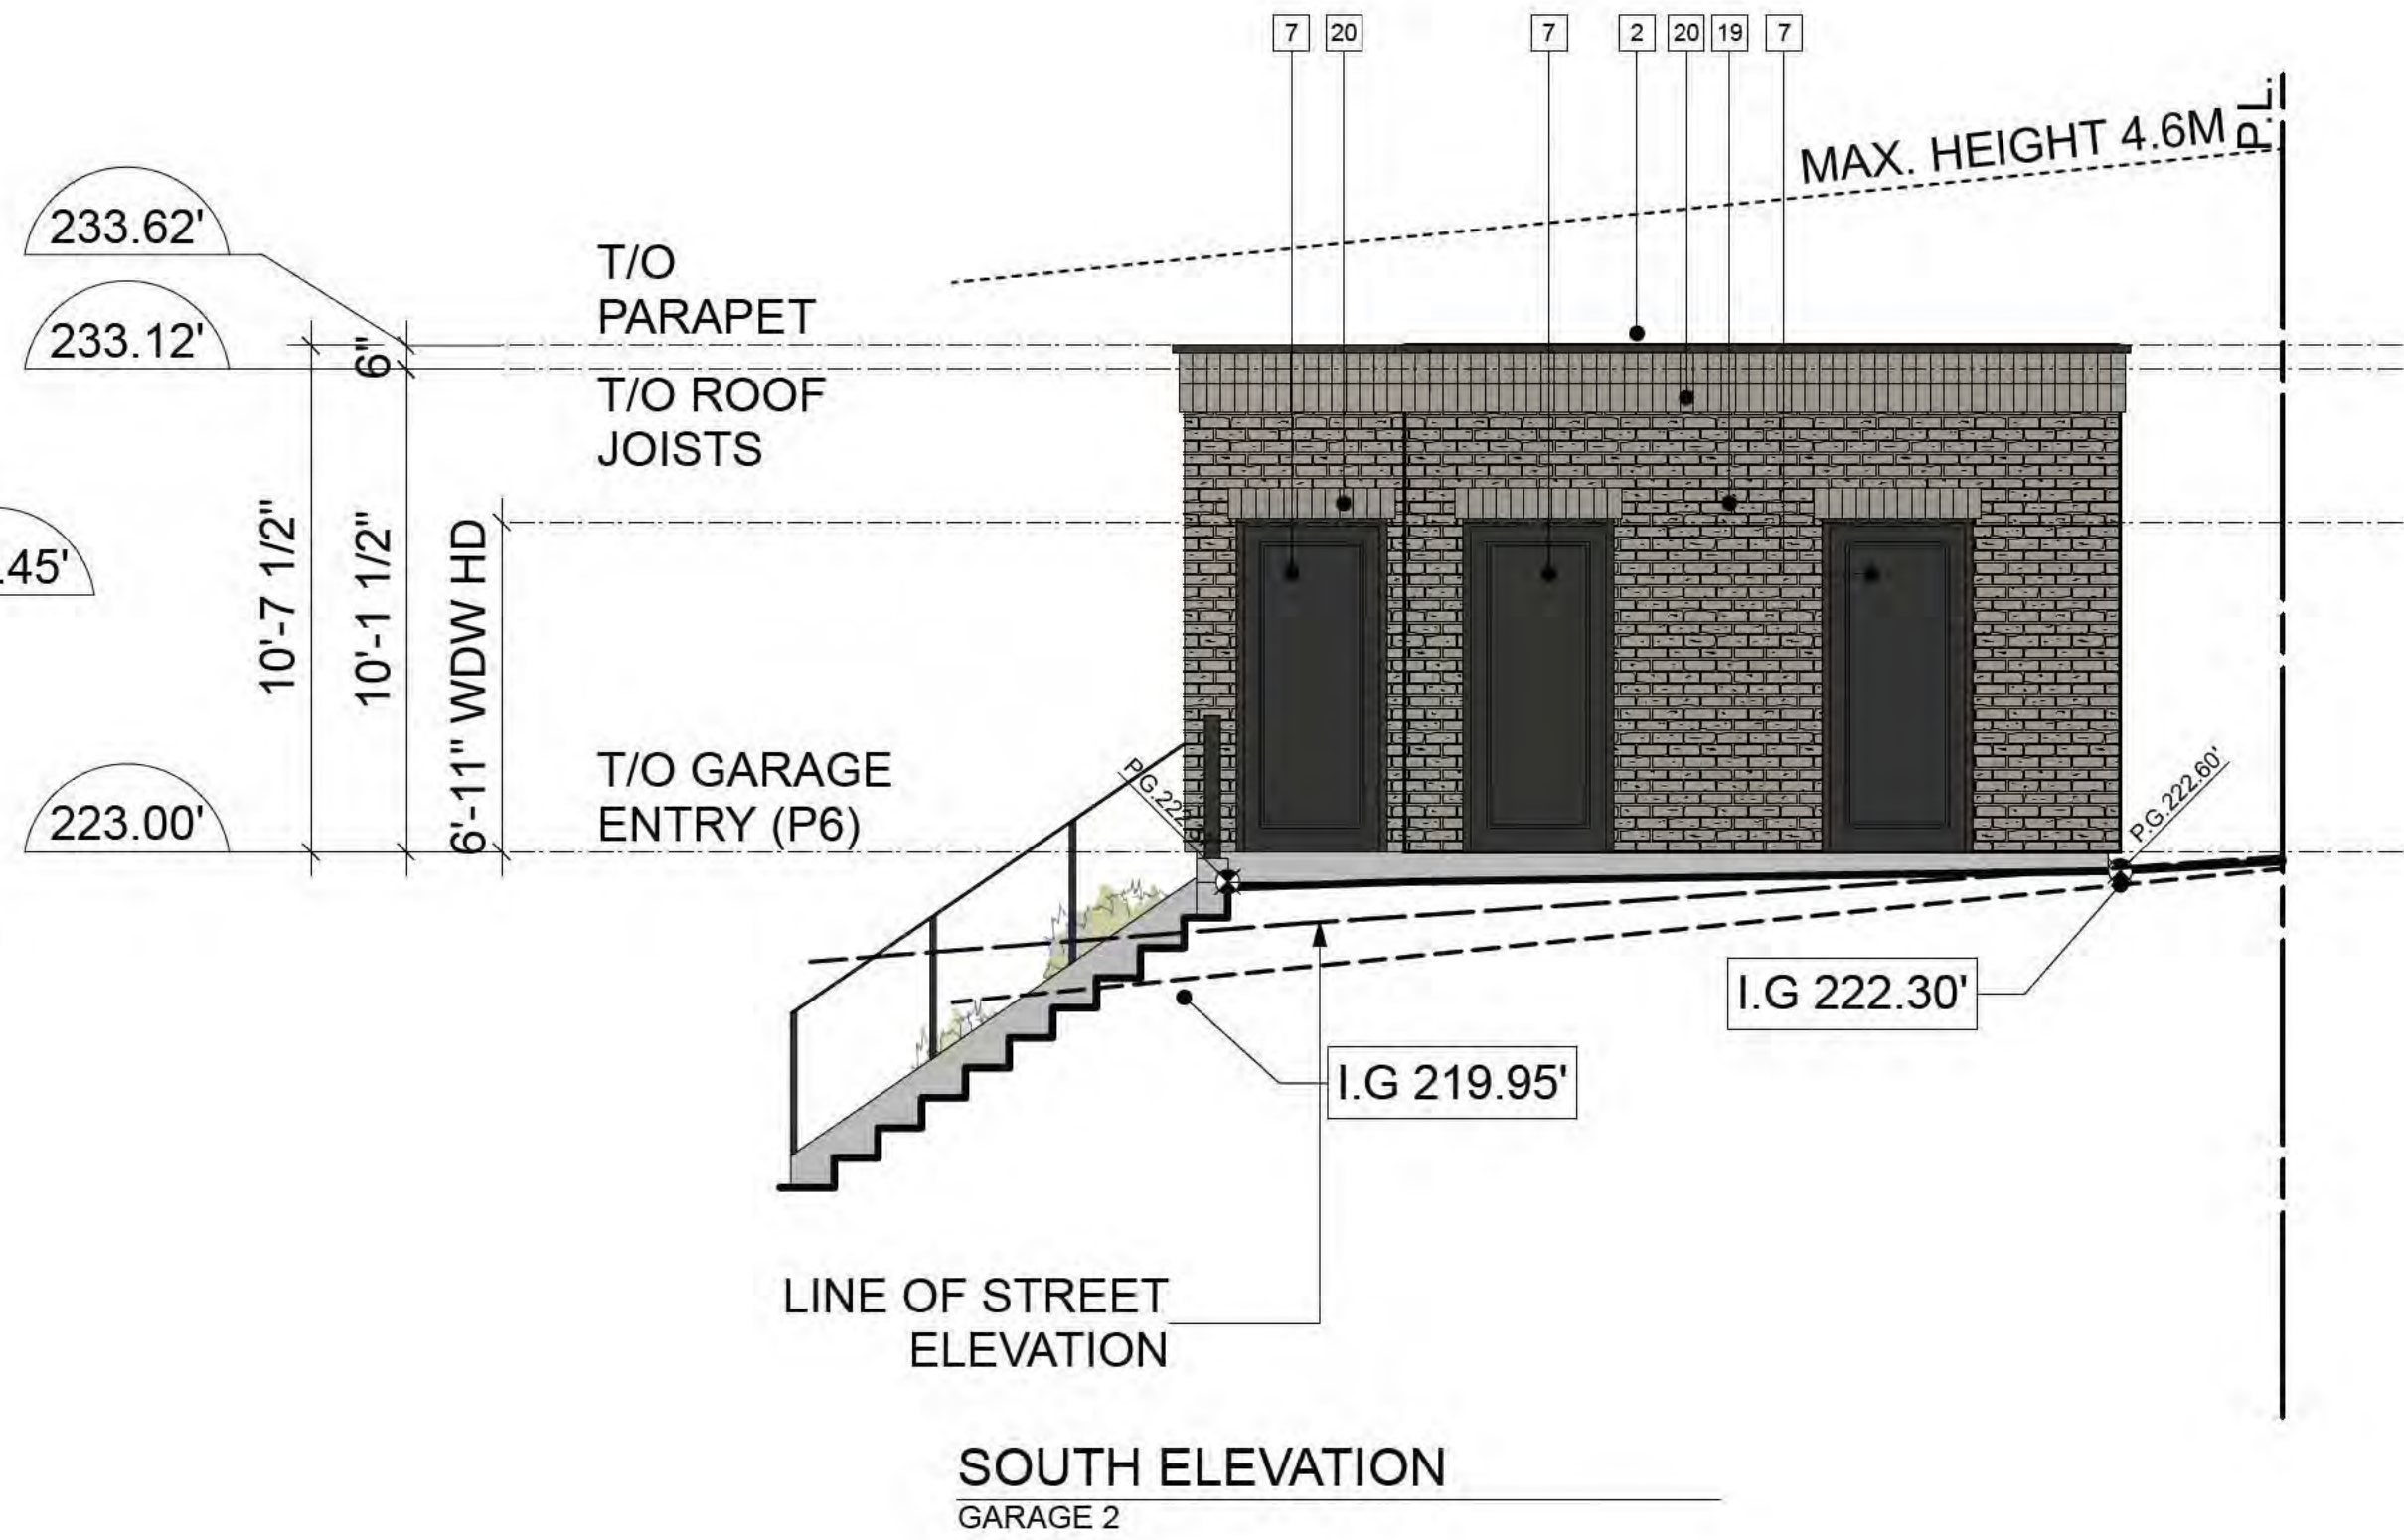 7 20 7 2 20 19 7
MAX. HEIGHT 4.6M
P.L.
233.62'
T/O
PARAPET
233.12'
6"
T/O ROOF
JOISTS
.45'
10'-7 1/2"
10'-1 1/2"
6'-11" WDW HD
T/O GARAGE
ENTRY (P6)
223.00'
P.G.222.60'
I.G 222.30'
I.G 219.95'
LINE OF STREET
ELEVATION
SOUTH ELEVATION
GARAGE 2